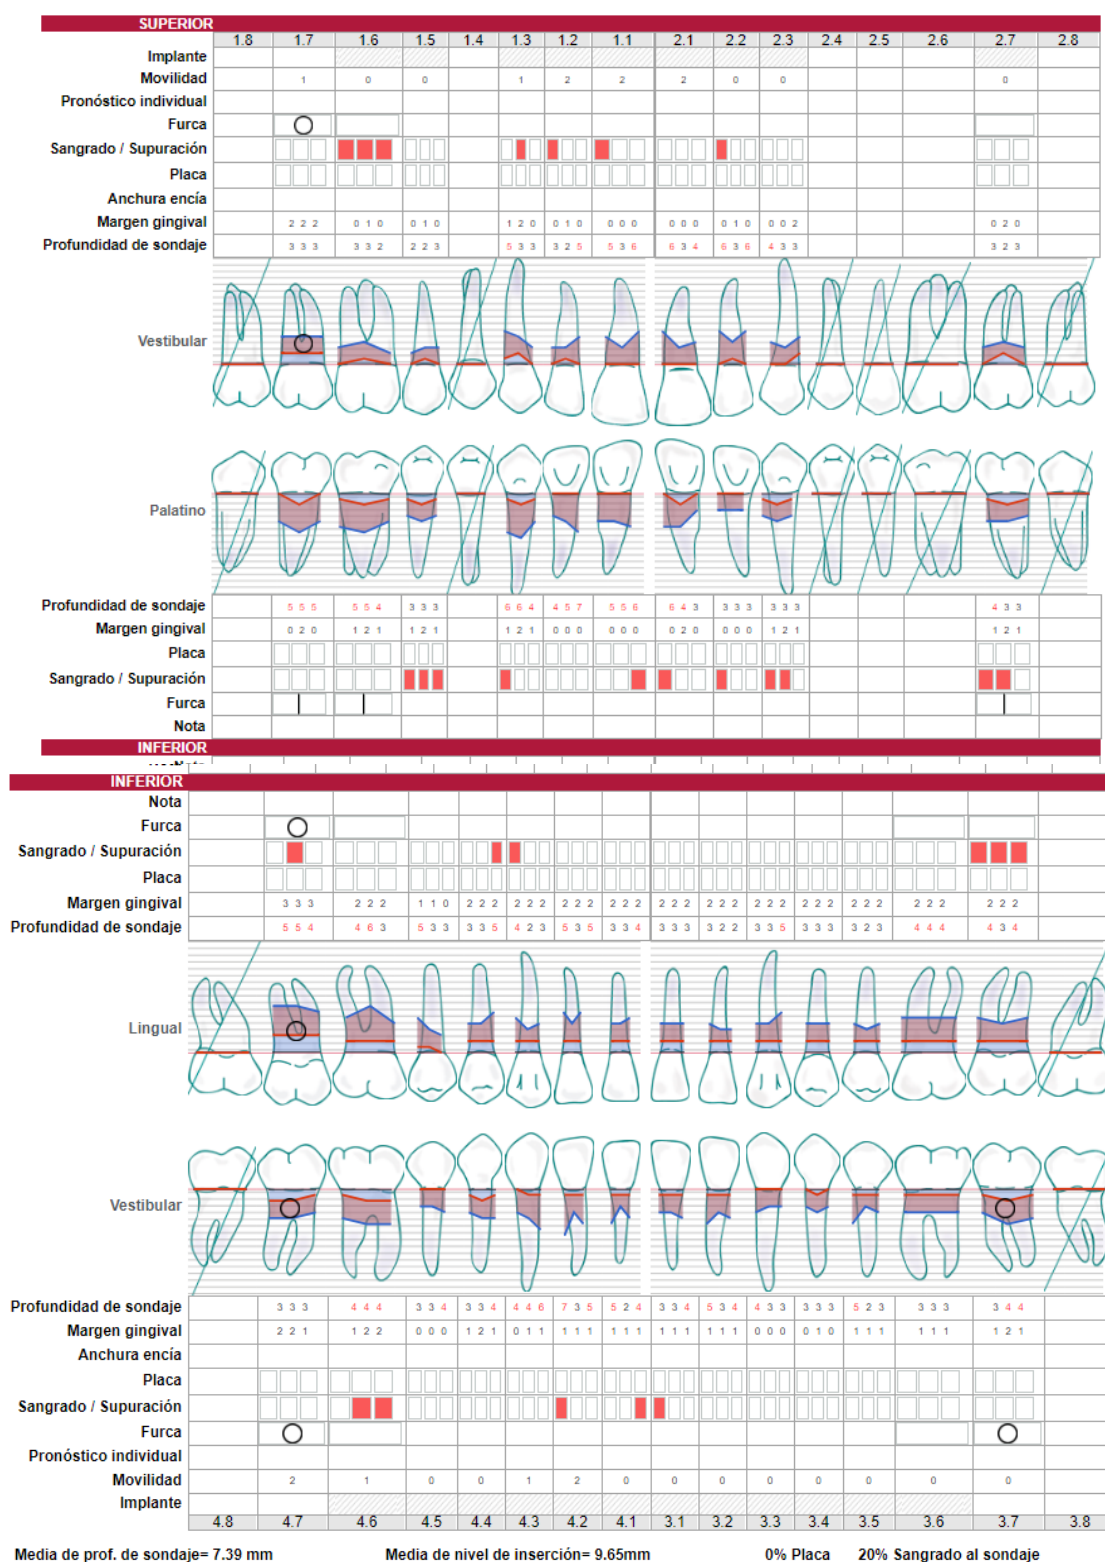 SUPERIOR
1.8 1.7 1.6 1.5 1.4 1.3 1.2 1.1 2.1 2.2 2.3 2.4 2.5 2.6 2.7 2.8
Implante
Movilidad 1 0 0 1 2 2 2 0 0 0
Pronóstico individual
Furca
Sangrado / Supuración
Placa
Anchura encía
Margen gingival 2 2 2 0 1 0 0 1 0 1 2 0 0 1 0 0 0 0 0 0 0 0 1 0 0 0 2 0 2 0
Profundidad de sondaje 3 3 3 3 3 2 2 2 3 5 3 3 3 2 5 5 3 6 6 3 4 6 3 6 4 3 3 3 2 3
Vestibular
Palatino
Profundidad de sondaje 5 5 5 5 5 4 3 3 3 6 6 4 4 5 7 5 5 6 6 4 3 3 3 3 3 3 3 4 3 3
Margen gingival 0 2 0 1 2 1 1 2 1 1 2 1 0 0 0 0 0 0 0 2 0 0 0 0 1 2 1 1 2 1
Placa
Sangrado / Supuración
Furca
Nota
INFERIOR
INFERIOR
Nota
Furca
Sangrado / Supuración
Placa
Margen gingival 3 3 3 2 2 2 1 1 0 2 2 2 2 2 2 2 2 2 2 2 2 2 2 2 2 2 2 2 2 2 2 2 2 2 2 2 2 2 2 2 2 2
Profundidad de sondaje 5 5 4 4 6 3 5 3 3 3 3 5 4 2 3 5 3 5 3 3 4 3 3 3 3 2 2 3 3 5 3 3 3 3 2 3 4 4 4 4 3 4
Lingual
Vestibular
Profundidad de sondaje 3 3 3 4 4 4 3 3 4 3 3 4 4 4 6 7 3 5 5 2 4 3 3 4 5 3 4 4 3 3 3 3 3 5 2 3 3 3 3 3 4 4
Margen gingival 2 2 1 1 2 2 0 0 0 1 2 1 0 1 1 1 1 1 1 1 1 1 1 1 1 1 1 0 0 0 0 1 0 1 1 1 1 1 1 1 2 1
Anchura encía
Placa
Sangrado / Supuración
Furca
Pronóstico individual
Movilidad 2 1 0 0 1 2 0 0 0 0 0 0 0 0
Implante
4.8 4.7 4.6 4.5 4.4 4.3 4.2 4.1 3.1 3.2 3.3 3.4 3.5 3.6 3.7 3.8
Media de prof. de sondaje= 7.39 mm Media de nivel de inserción= 9.65mm 0% Placa 20% Sangrado al sondaje